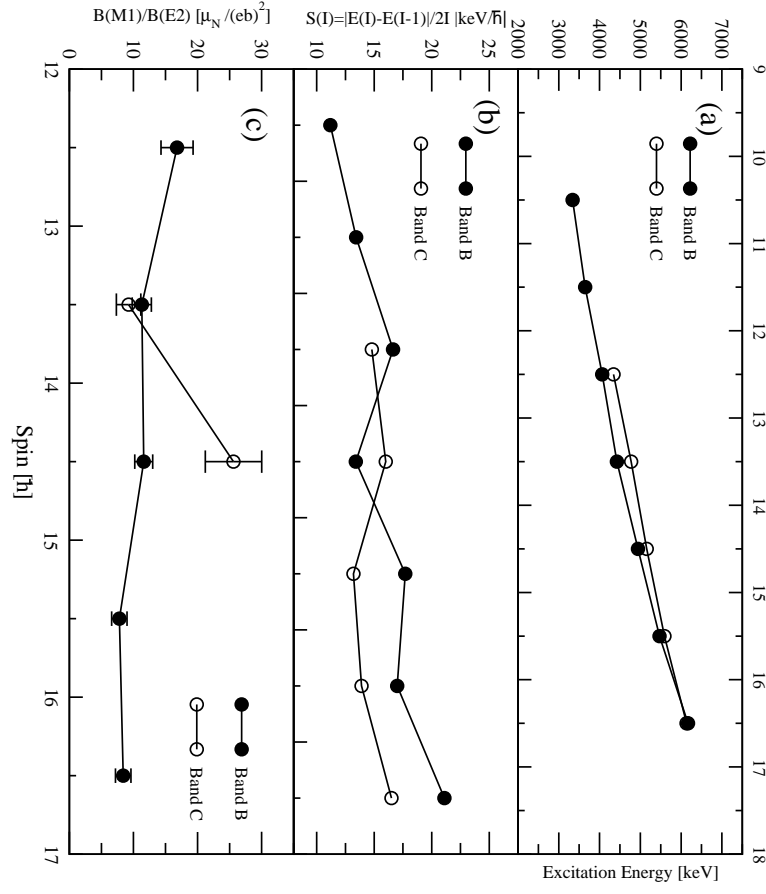 B(M1)/B(E2) [μ_N /(eb)^2]
S(I)=|E(I)-E(I-1)|/2I |keV/ħ|
0 10 20 30
10 15 20 25
2000 3000 4000 5000 6000
9 10 11 12 13 14 15 16 17 18
Excitation Energy [keV]
(a)
Band B
Band C
(b)
Band B
Band C
(c)
Band B
Band C
12 13 14 15 16 17
Spin [ħ]